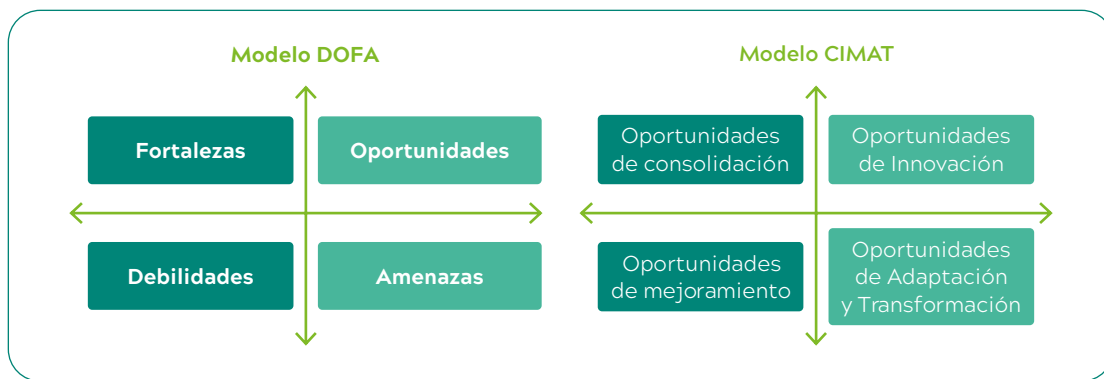 Modelo DOFA
Fortalezas
Oportunidades
Debilidades
Amenazas
Modelo CIMAT
Oportunidades
de consolidación
Oportunidades
de Innovación
Oportunidades
de mejoramiento
Oportunidades
de Adaptación
y Transformación